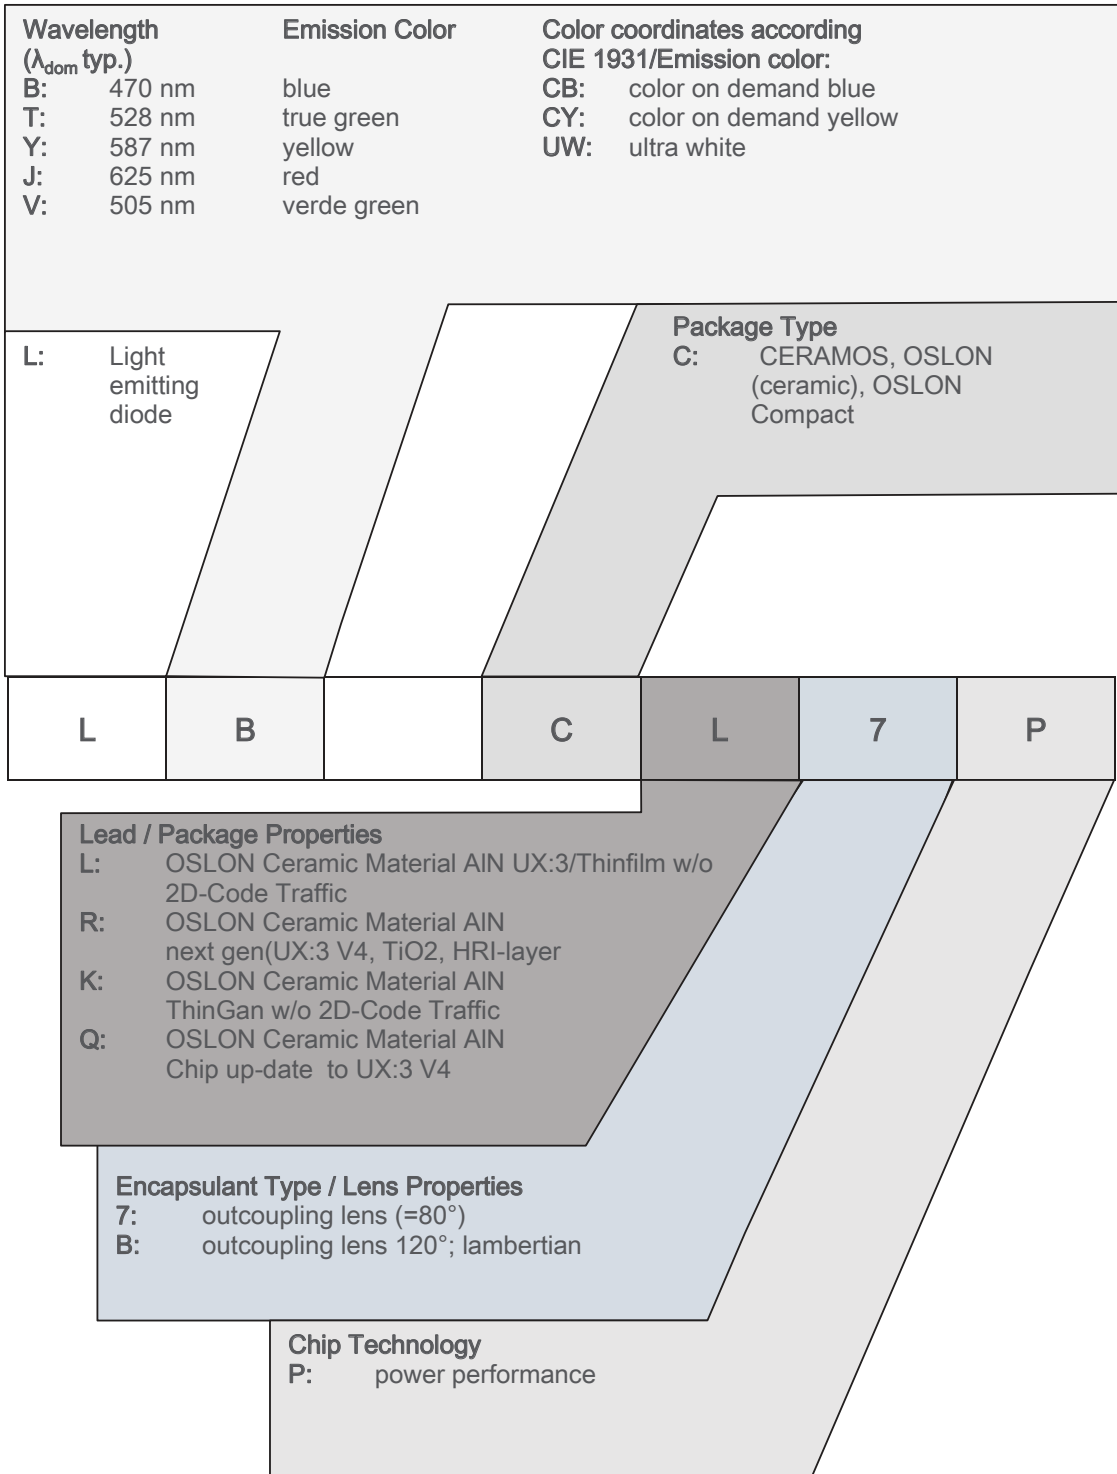 Wavelength Emission Color Color coordinates according
(λdom typ.) CIE 1931/Emission color:
B: 470 nm blue CB: color on demand blue
T: 528 nm true green CY: color on demand yellow
Y: 587 nm yellow UW: ultra white
J: 625 nm red
V: 505 nm verde green
L: Light
emitting
diode
Package Type
C: CERAMOS, OSLON
(ceramic), OSLON
Compact
L B C L 7 P
Lead / Package Properties
L: OSLON Ceramic Material AlN UX:3/Thinfilm w/o
2D-Code Traffic
R: OSLON Ceramic Material AlN
next gen(UX:3 V4, TiO2, HRI-layer
K: OSLON Ceramic Material AlN
ThinGan w/o 2D-Code Traffic
Q: OSLON Ceramic Material AlN
Chip up-date to UX:3 V4
Encapsulant Type / Lens Properties
7: outcoupling lens (=80°)
B: outcoupling lens 120°; lambertian
Chip Technology
P: power performance